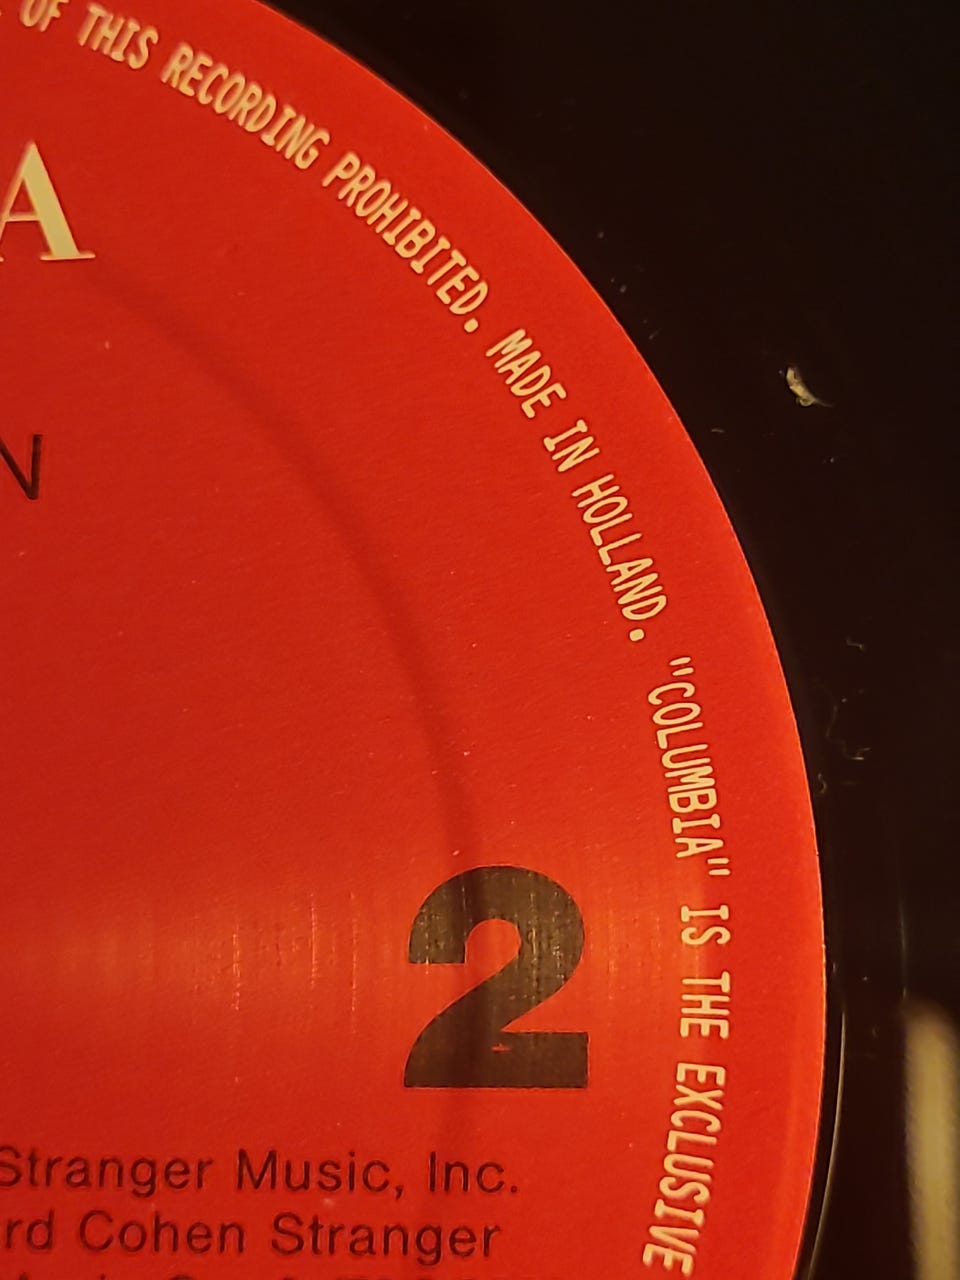 OF THIS RECORDING PROHIBITED. MADE IN HOLLAND. "COLUMBIA" IS THE EXCLUSIVE
A
N
2
Stranger Music, Inc.
rd Cohen Stranger